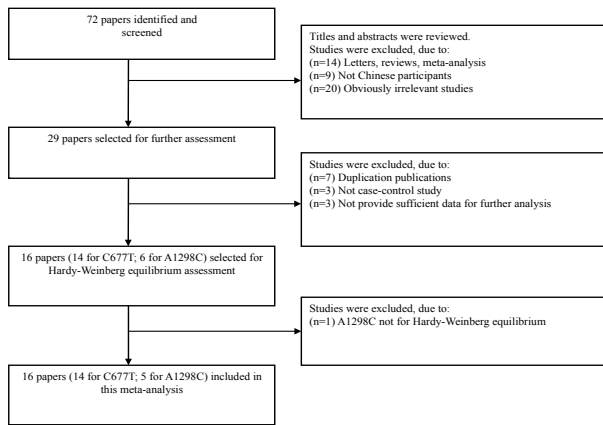 72 papers identified and
screened
Titles and abstracts were reviewed.
Studies were excluded, due to:
(n=14) Letters, reviews, meta-analysis
(n=9) Not Chinese participants
(n=20) Obviously irrelevant studies
29 papers selected for further assessment
Studies were excluded, due to:
(n=7) Duplication publications
(n=3) Not case-control study
(n=3) Not provide sufficient data for further analysis
16 papers (14 for C677T; 6 for A1298C) selected for
Hardy-Weinberg equilibrium assessment
Studies were excluded, due to:
(n=1) A1298C not for Hardy-Weinberg equilibrium
16 papers (14 for C677T; 5 for A1298C) included in
this meta-analysis